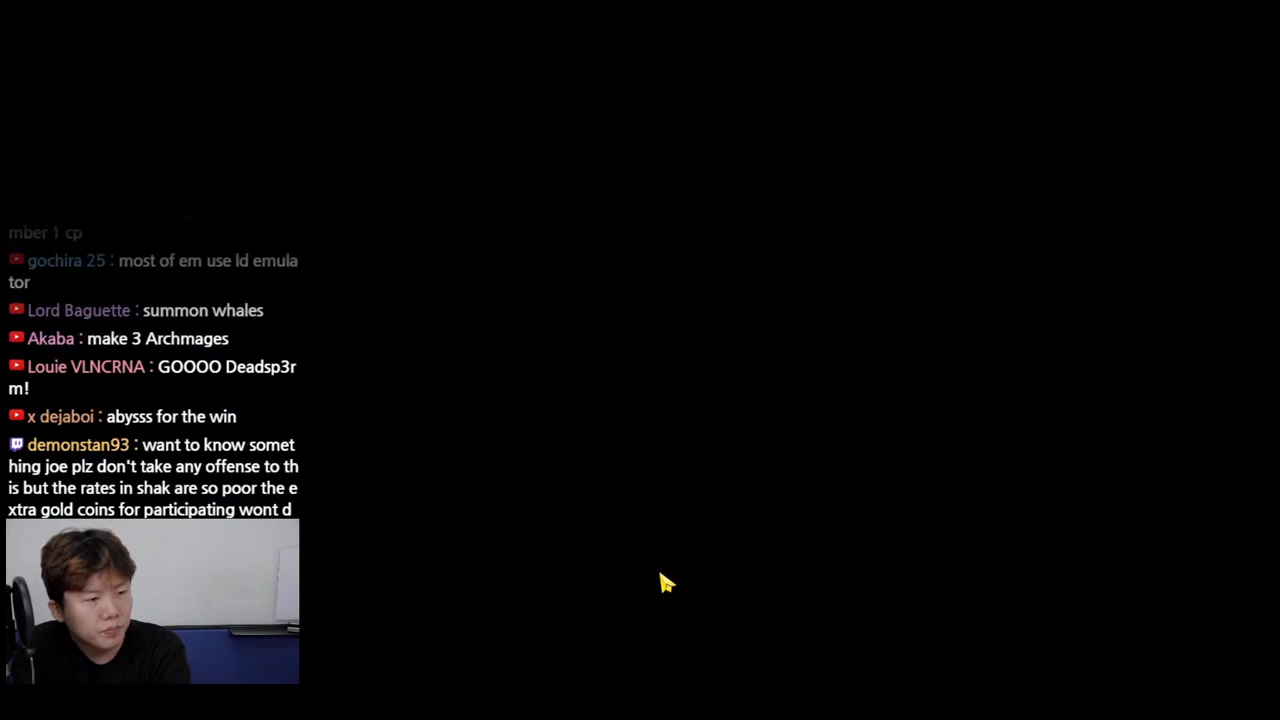 mber 1 cp
gochira 25 : most of em use ld emula
tor
Lord Baguette : summon whales
Akaba : make 3 Archmages
Louie VLNCRNA : GOOOO Deadsp3r
m!
x dejaboi : abysss for the win
demonstan93 : want to know somet
hing joe plz don't take any offense to th
is but the rates in shak are so poor the e
xtra gold coins for participating wont d